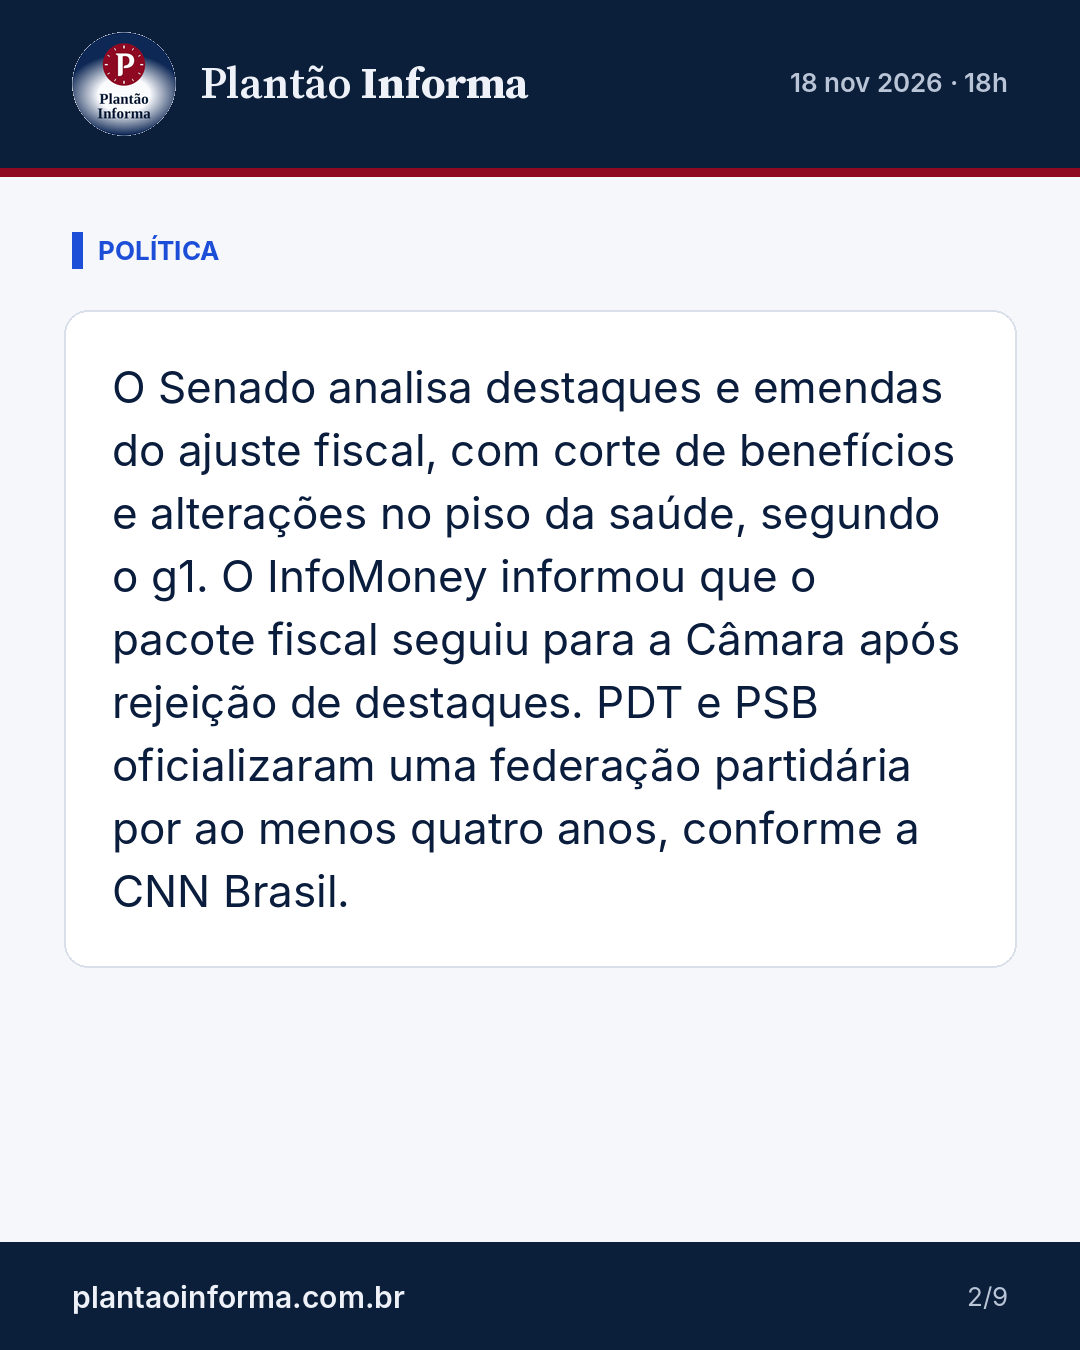 P
Plantão
Informa
Plantão Informa
18 nov 2026 · 18h
POLÍTICA
O Senado analisa destaques e emendas
do ajuste fiscal, com corte de benefícios
e alterações no piso da saúde, segundo
o g1. O InfoMoney informou que o
pacote fiscal seguiu para a Câmara após
rejeição de destaques. PDT e PSB
oficializaram uma federação partidária
por ao menos quatro anos, conforme a
CNN Brasil.
plantaoinforma.com.br
2/9